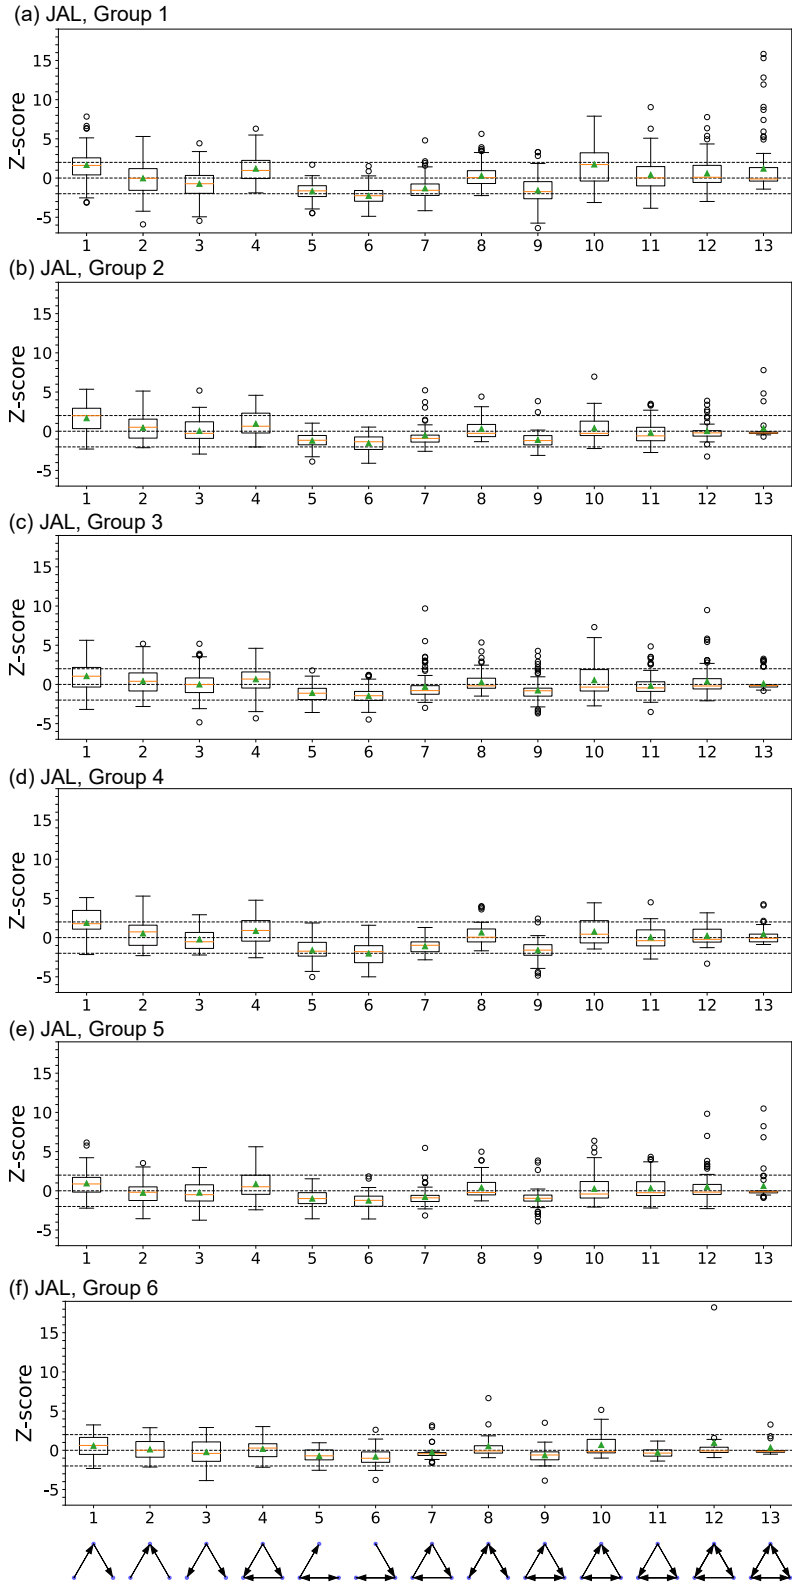 (a) JAL, Group 1
Z-score
15
10
5
0
-5
1 2 3 4 5 6 7 8 9 10 11 12 13
(b) JAL, Group 2
Z-score
15
10
5
0
-5
1 2 3 4 5 6 7 8 9 10 11 12 13
(c) JAL, Group 3
Z-score
15
10
5
0
-5
1 2 3 4 5 6 7 8 9 10 11 12 13
(d) JAL, Group 4
Z-score
15
10
5
0
-5
1 2 3 4 5 6 7 8 9 10 11 12 13
(e) JAL, Group 5
Z-score
15
10
5
0
-5
1 2 3 4 5 6 7 8 9 10 11 12 13
(f) JAL, Group 6
Z-score
15
10
5
0
-5
1 2 3 4 5 6 7 8 9 10 11 12 13